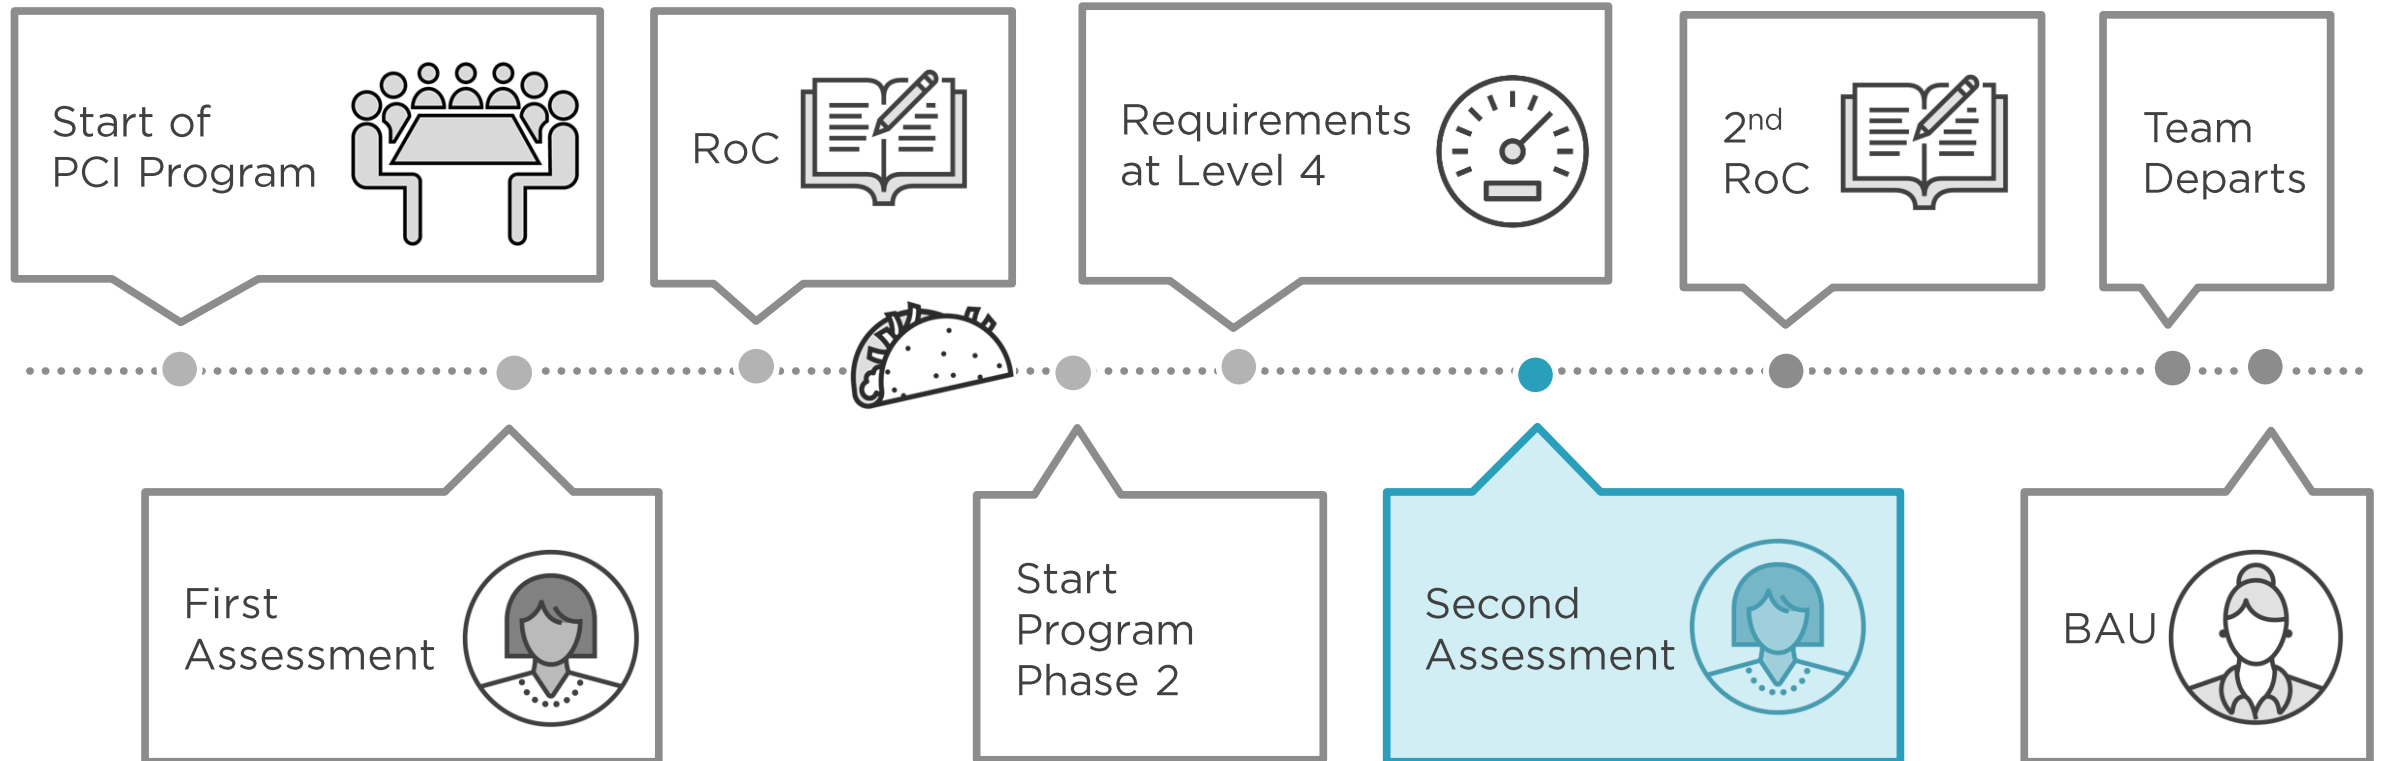 Start of
PCI Program
First
Assessment
RoC
Start
Program
Phase 2
Requirements
at Level 4
Second
Assessment
2nd
RoC
Team
Departs
BAU